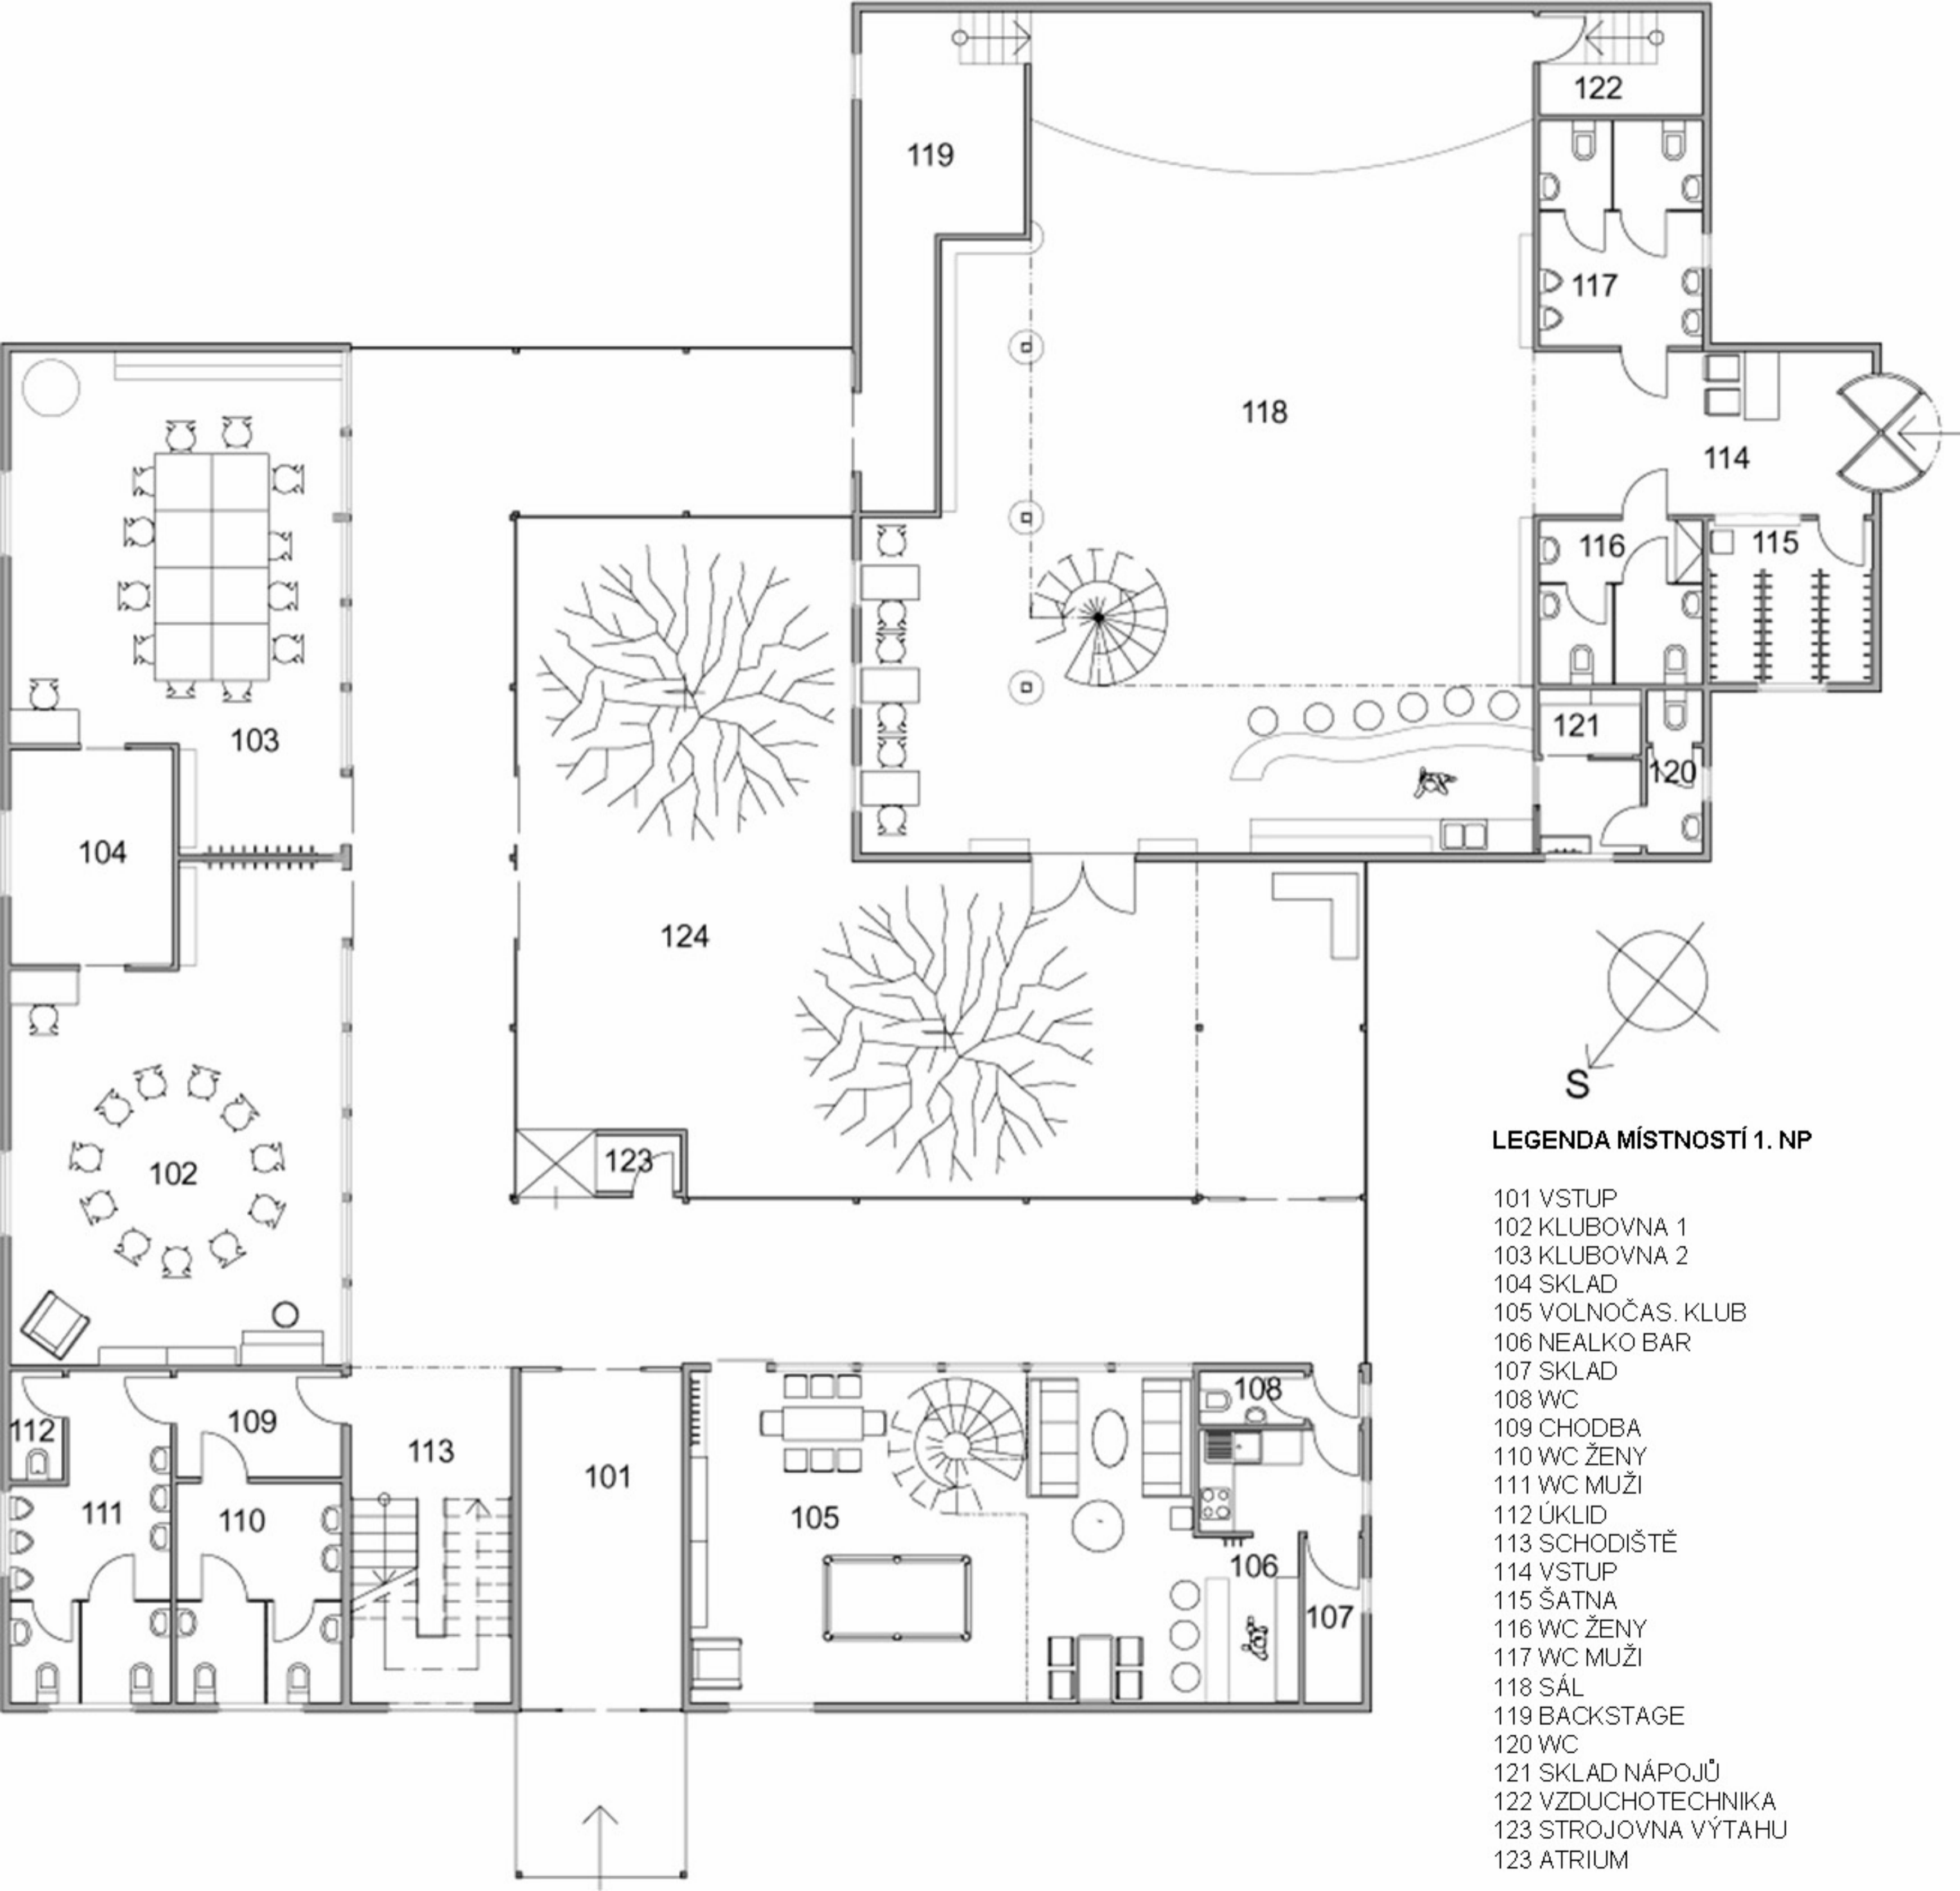 122
119
117
118
114
116
115
103
121
120
104
124
S
LEGENDA MÍSTNOSTÍ 1. NP
123
102
101 VSTUP
102 KLUBOVNA 1
103 KLUBOVNA 2
104 SKLAD
105 VOLNOČAS. KLUB
106 NEALKO BAR
107 SKLAD
108 WC
109 CHODBA
110 WC ŽENY
111 WC MUŽI
112 ÚKLID
113 SCHODIŠTĚ
114 VSTUP
115 ŠATNA
116 WC ŽENY
117 WC MUŽI
118 SÁL
119 BACKSTAGE
120 WC
121 SKLAD NÁPOJŮ
122 VZDUCHOTECHNIKA
123 STROJOVNA VÝTAHU
123 ATRIUM
108
112
109
113
101
111
110
105
106
107